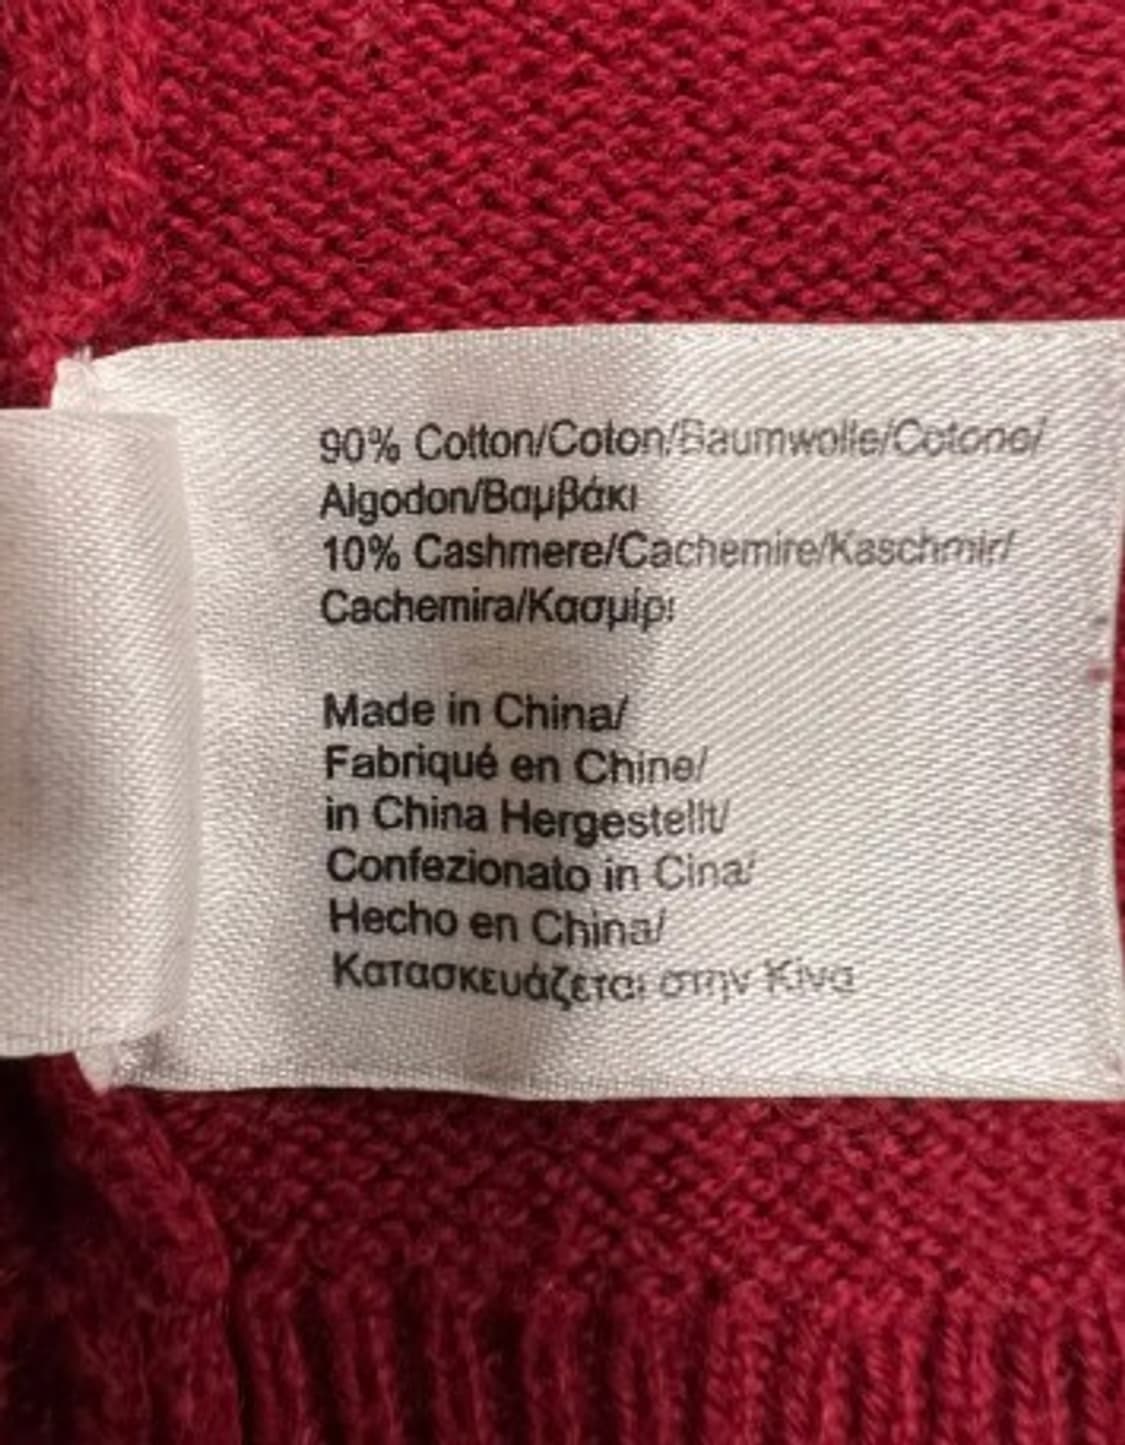 90% Cotton/Coton/Baumwolle/Cotone/
Algodon/Βαμβάκι
10% Cashmere/Cachemire/Kaschmir/
Cachemira/Κασμίρι
Made in China/
Fabriqué en Chine/
in China Hergestellt/
Confezionato in Cina/
Hecho en China/
Κατασκευάζεται στην Κίνα